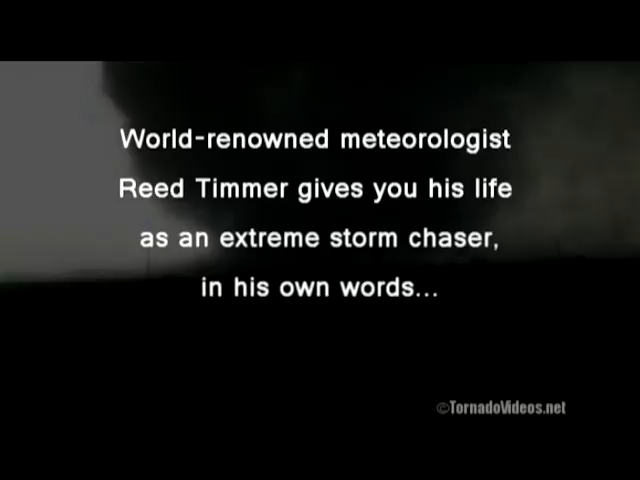 World-renowned meteorologist
Reed Timmer gives you his life
as an extreme storm chaser,
in his own words...
©TornadoVideos.net